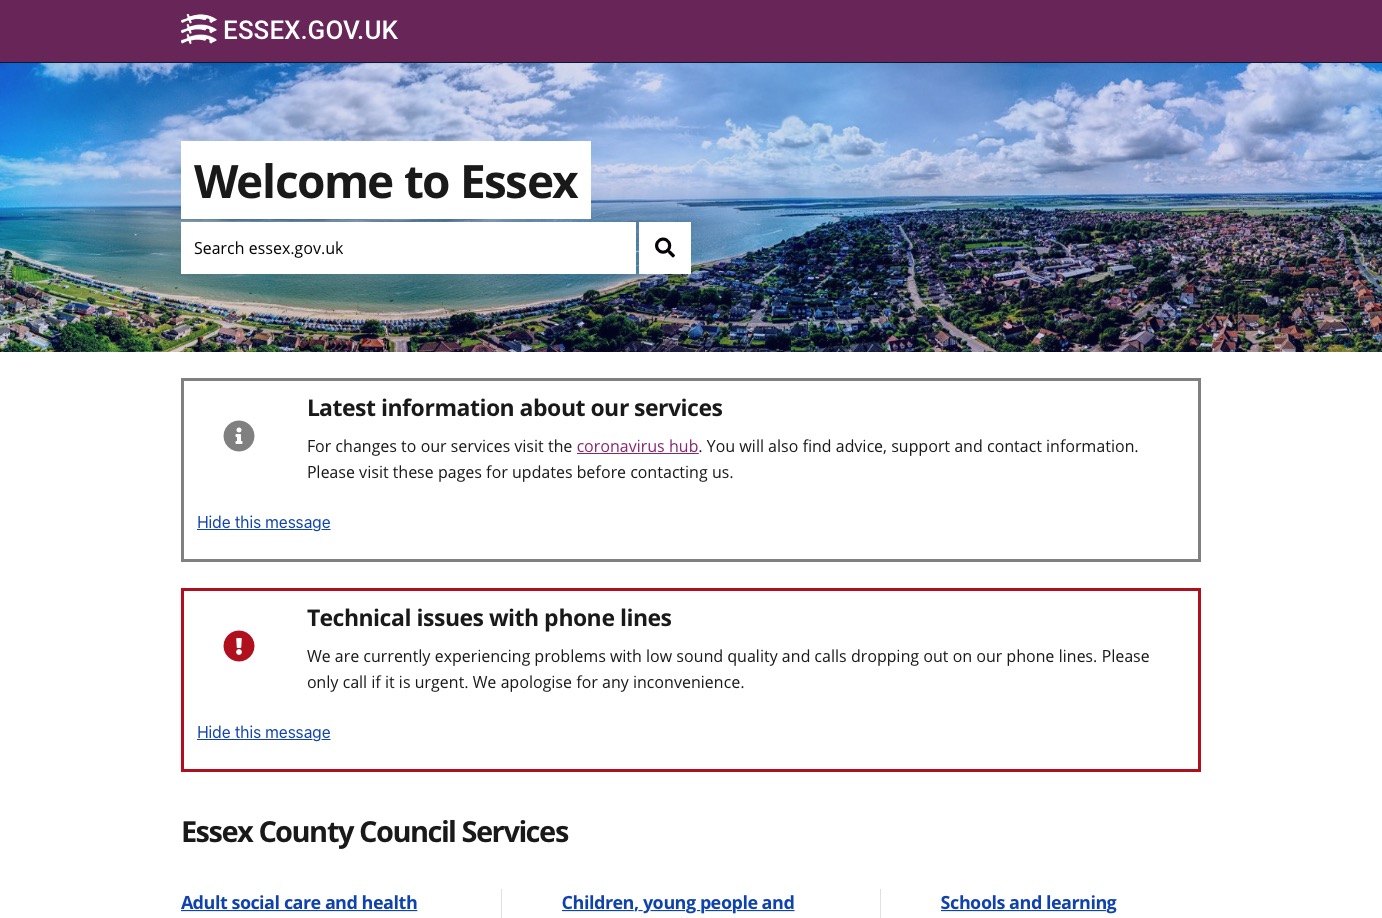 ESSEX.GOV.UK
Welcome to Essex
Search essex.gov.uk
Latest information about our services
For changes to our services visit the coronavirus hub. You will also find advice, support and contact information.
Please visit these pages for updates before contacting us.
Hide this message
Technical issues with phone lines
We are currently experiencing problems with low sound quality and calls dropping out on our phone lines. Please
only call if it is urgent. We apologise for any inconvenience.
Hide this message
Essex County Council Services
Adult social care and health
Children, young people and
Schools and learning